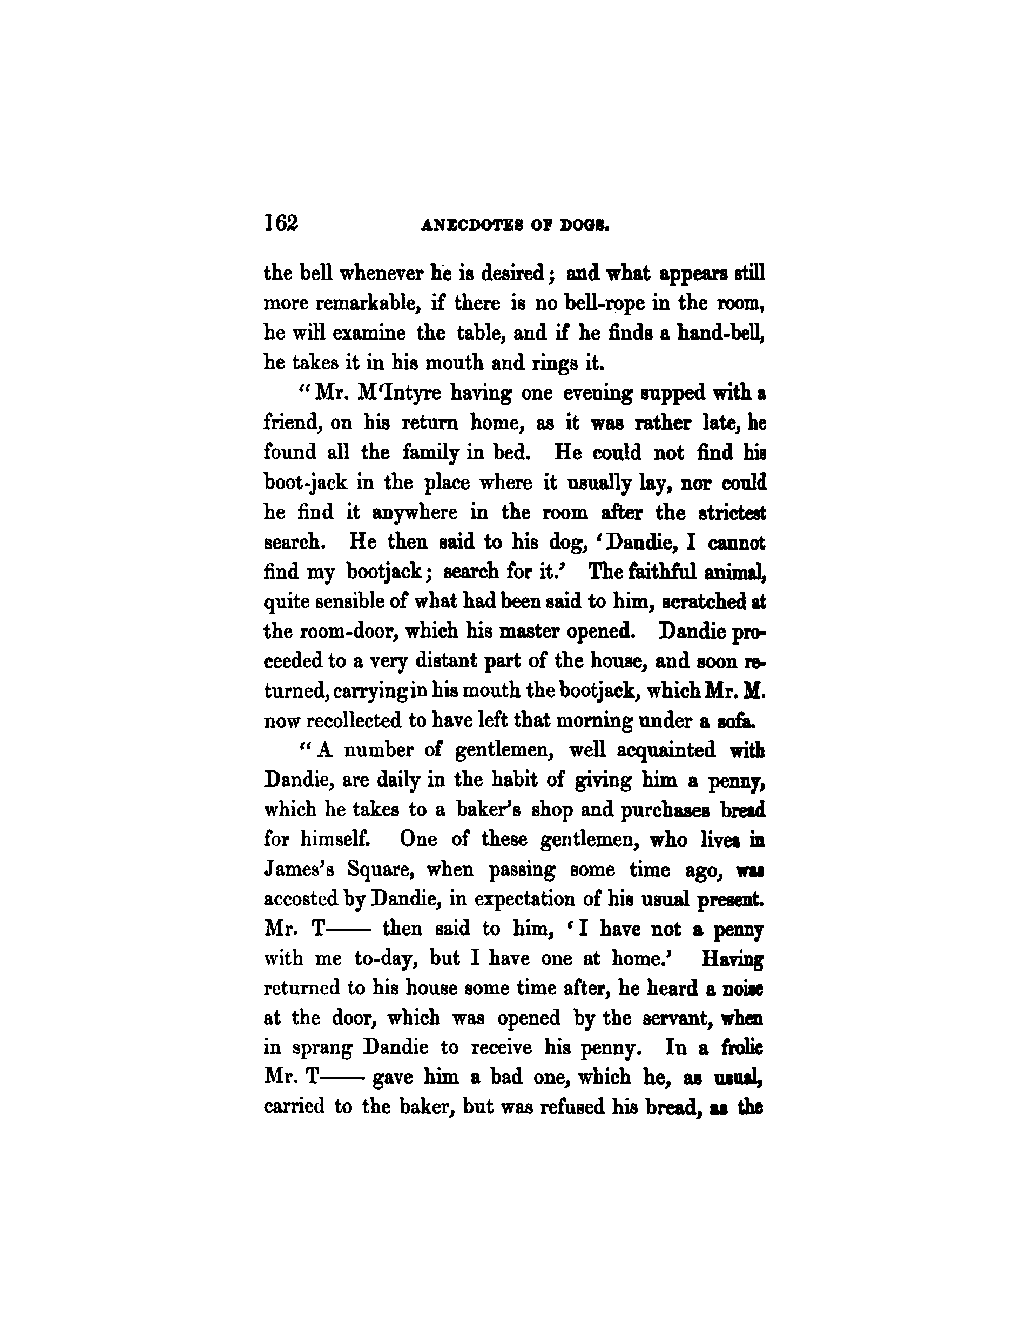 162 ANECDOTES OF DOGS.
the bell whenever he is desired; and what appears still
more remarkable, if there is no bell-rope in the room,
he will examine the table, and if he finds a hand-bell,
he takes it in his mouth and rings it.
“Mr. M‘Intyre having one evening supped with a
friend, on his return home, as it was rather late, he
found all the family in bed. He could not find his
boot-jack in the place where it usually lay, nor could
he find it anywhere in the room after the strictest
search. He then said to his dog, ‘Dandie, I cannot
find my bootjack; search for it.’ The faithful animal,
quite sensible of what had been said to him, scratched at
the room-door, which his master opened. Dandie pro-
ceeded to a very distant part of the house, and soon re-
turned, carrying in his mouth the bootjack, which Mr. M.
now recollected to have left that morning under a sofa.
“A number of gentlemen, well acquainted with
Dandie, are daily in the habit of giving him a penny,
which he takes to a baker’s shop and purchases bread
for himself. One of these gentlemen, who lives in
James’s Square, when passing some time ago, was
accosted by Dandie, in expectation of his usual present.
Mr. T—— then said to him, ‘I have not a penny
with me to-day, but I have one at home.’ Having
returned to his house some time after, he heard a noise
at the door, which was opened by the servant, when
in sprang Dandie to receive his penny. In a frolic
Mr. T—— gave him a bad one, which he, as usual,
carried to the baker, but was refused his bread, as the